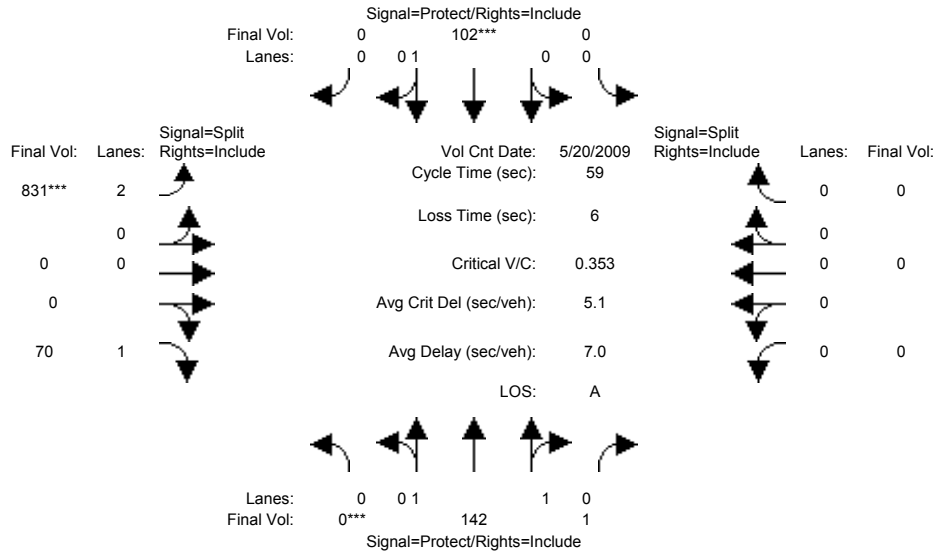 Signal=Protect/Rights=Include
Final Vol: 0 102*** 0
Lanes: 0 0 1 0 0
Signal=Split Signal=Split
Final Vol: Lanes: Rights=Include Vol Cnt Date: 5/20/2009 Rights=Include Lanes: Final Vol:
Cycle Time (sec): 59
831*** 2 0 0
Loss Time (sec): 6
0 0
0 0 Critical V/C: 0.353 0 0
0 Avg Crit Del (sec/veh): 5.1 0
70 1 Avg Delay (sec/veh): 7.0 0 0
LOS: A
Lanes: 0 0 1 1 0
Final Vol: 0*** 142 1
Signal=Protect/Rights=Include